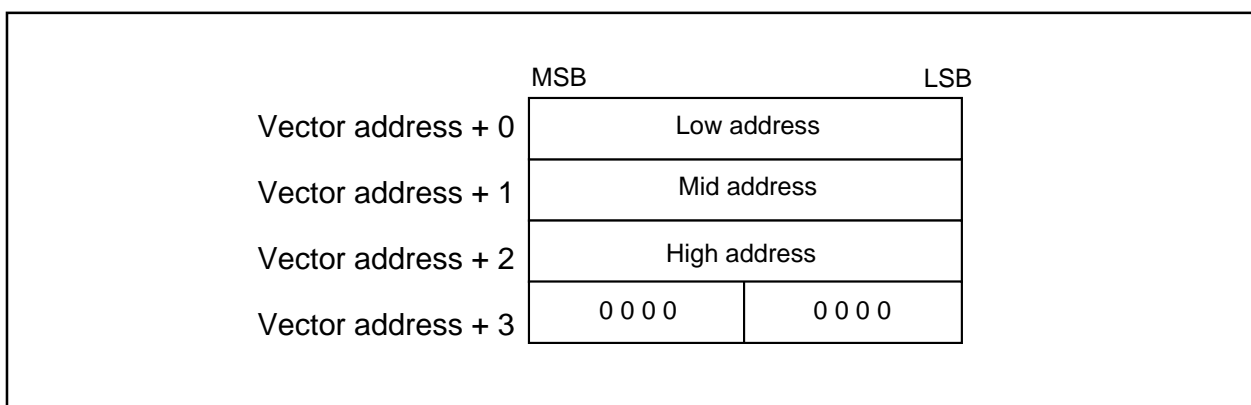 MSB LSB
Vector address + 0 Low address
Vector address + 1 Mid address
Vector address + 2 High address
Vector address + 3 0 0 0 0 0 0 0 0